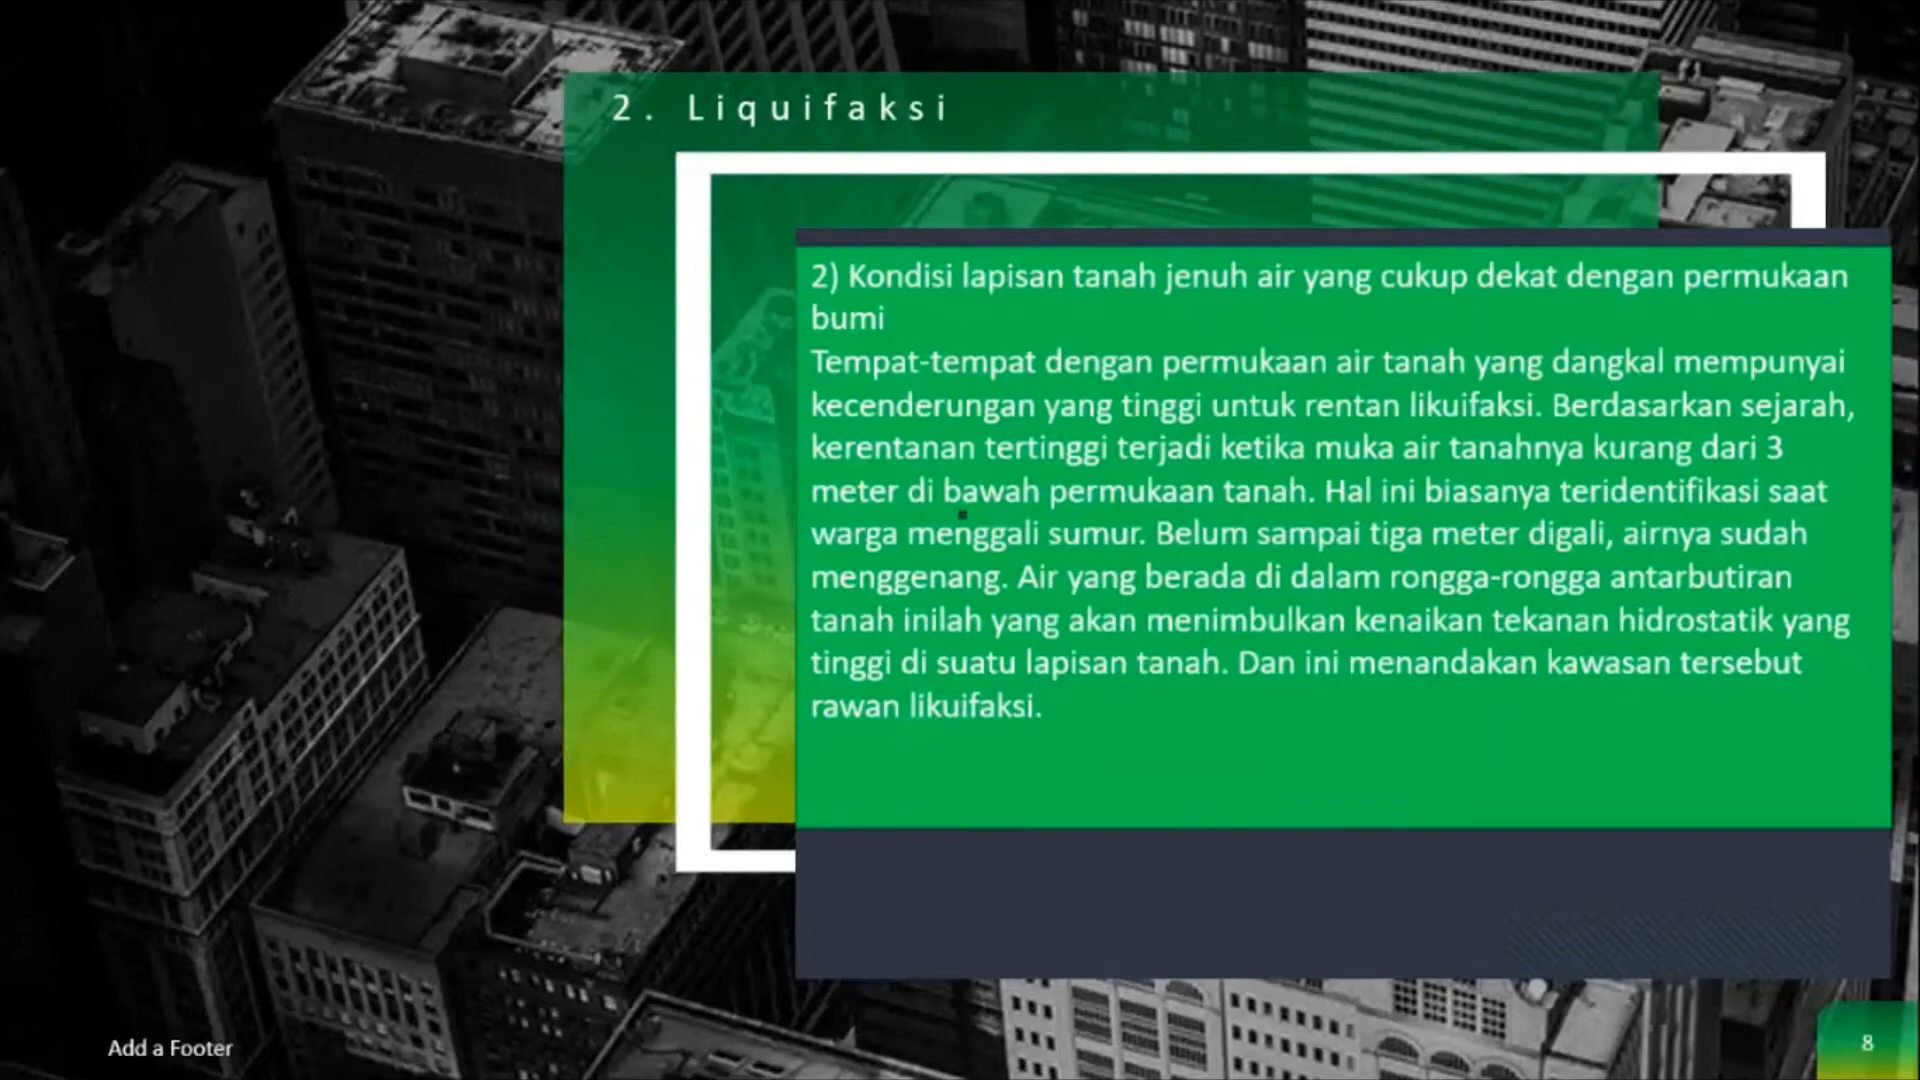 2. Liquifaksi
2) Kondisi lapisan tanah jenuh air yang cukup dekat dengan permukaan
bumi
Tempat-tempat dengan permukaan air tanah yang dangkal mempunyai
kecenderungan yang tinggi untuk rentan likuifaksi. Berdasarkan sejarah,
kerentanan tertinggi terjadi ketika muka air tanahnya kurang dari 3
meter di bawah permukaan tanah. Hal ini biasanya teridentifikasi saat
warga menggali sumur. Belum sampai tiga meter digali, airnya sudah
menggenang. Air yang berada di dalam rongga-rongga antarbutiran
tanah inilah yang akan menimbulkan kenaikan tekanan hidrostatik yang
tinggi di suatu lapisan tanah. Dan ini menandakan kawasan tersebut
rawan likuifaksi.
Add a Footer
8